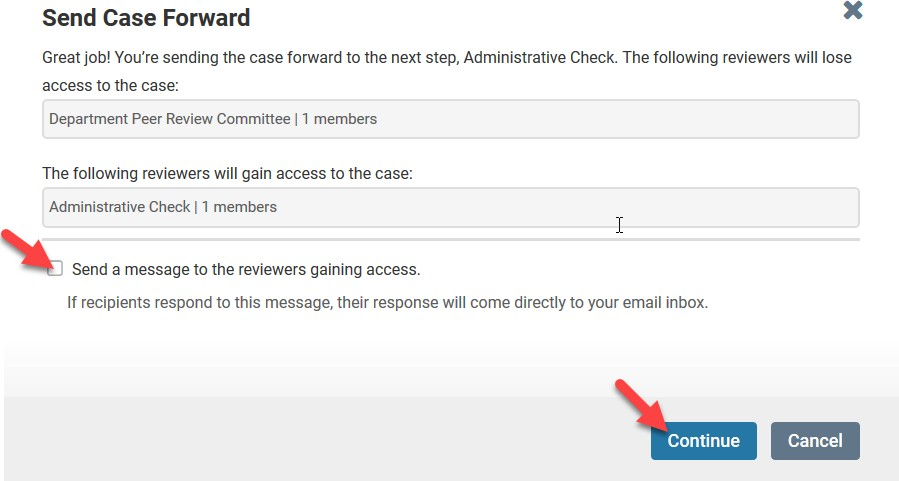 Send Case Forward
Great job! You’re sending the case forward to the next step, Administrative Check. The following reviewers will lose
access to the case:
Department Peer Review Committee | 1 members
The following reviewers will gain access to the case:
Administrative Check | 1 members
Send a message to the reviewers gaining access.
If recipients respond to this message, their response will come directly to your email inbox.
Continue
Cancel